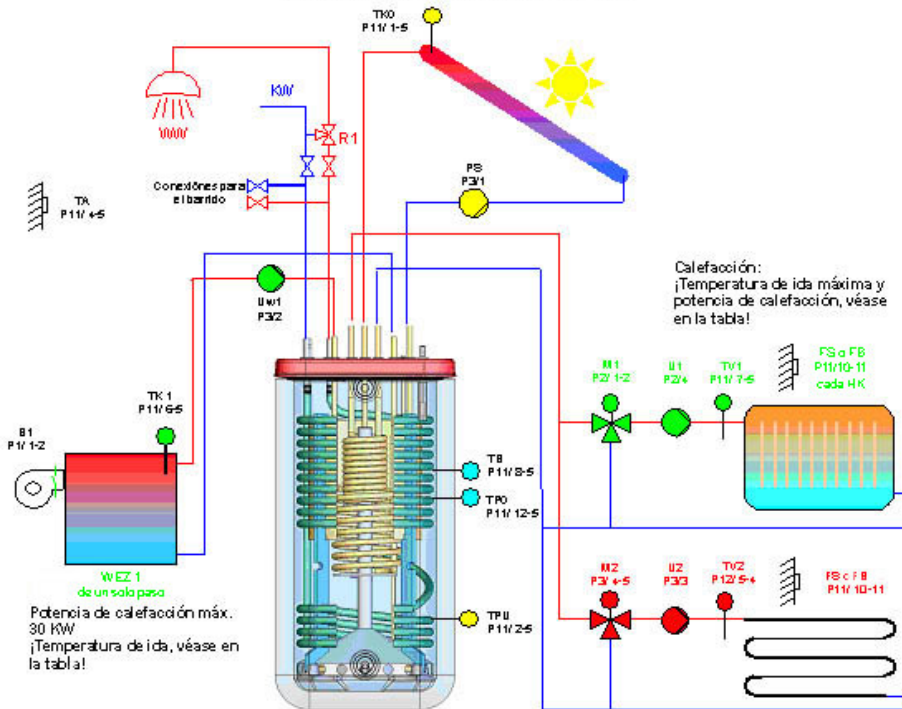 TKO
P11/1-5
KW
WW
R1
PS
P3/1
Conexiónes para
el barrido
TA
P11/4-5
UW1
P3/2
Calefacción:
¡Temperatura de ida máxima y
potencia de calefacción, véase
en la tabla!
M1
P2/1-2
U1
P2/4
TV1
P11/7-5
FS o FB
P11/10-11
cada HK
TK1
P11/6-5
B1
P1/1-2
TB
P11/8-5
TPO
P11/12-5
WEZ 1
de un solo paso
Potencia de calefacción máx.
30 KW
¡Temperatura de ida, véase en
la tabla!
TPU
P11/2-5
M2
P3/4-5
U2
P3/3
TV2
P12/5-4
FS o FB
P11/10-11